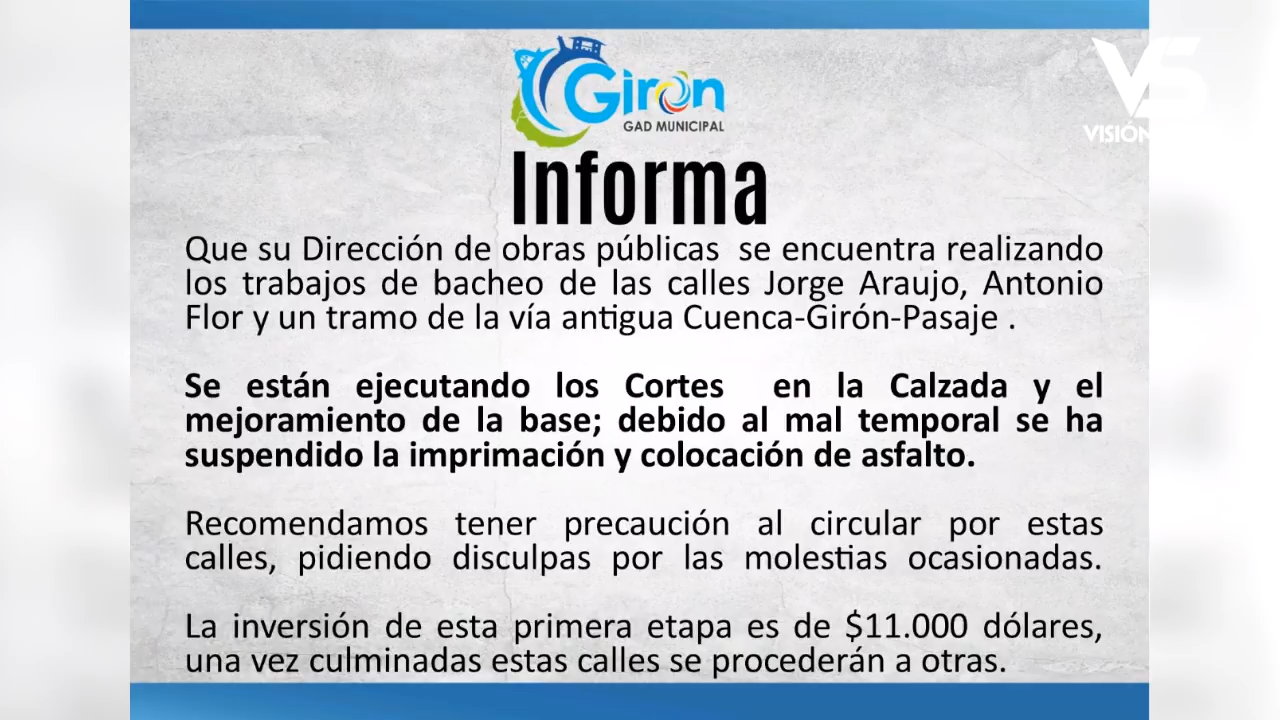 Girón
GAD MUNICIPAL
VS
VISIÓN
Informa
Que su Dirección de obras públicas se encuentra realizando
los trabajos de bacheo de las calles Jorge Araujo, Antonio
Flor y un tramo de la vía antigua Cuenca-Girón-Pasaje .
Se están ejecutando los Cortes en la Calzada y el
mejoramiento de la base; debido al mal temporal se ha
suspendido la imprimación y colocación de asfalto.
Recomendamos tener precaución al circular por estas
calles, pidiendo disculpas por las molestias ocasionadas.
La inversión de esta primera etapa es de $11.000 dólares,
una vez culminadas estas calles se procederán a otras.